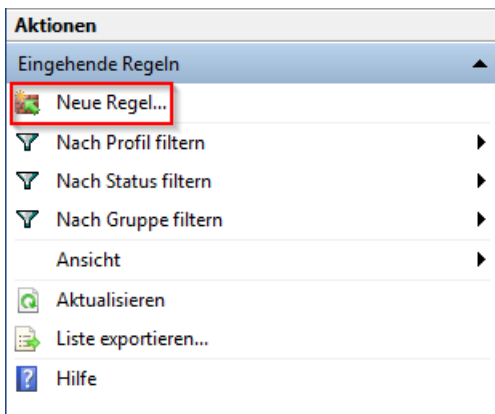 Aktionen
Eingehende Regeln
Neue Regel...
Nach Profil filtern
Nach Status filtern
Nach Gruppe filtern
Ansicht
Aktualisieren
Liste exportieren...
Hilfe